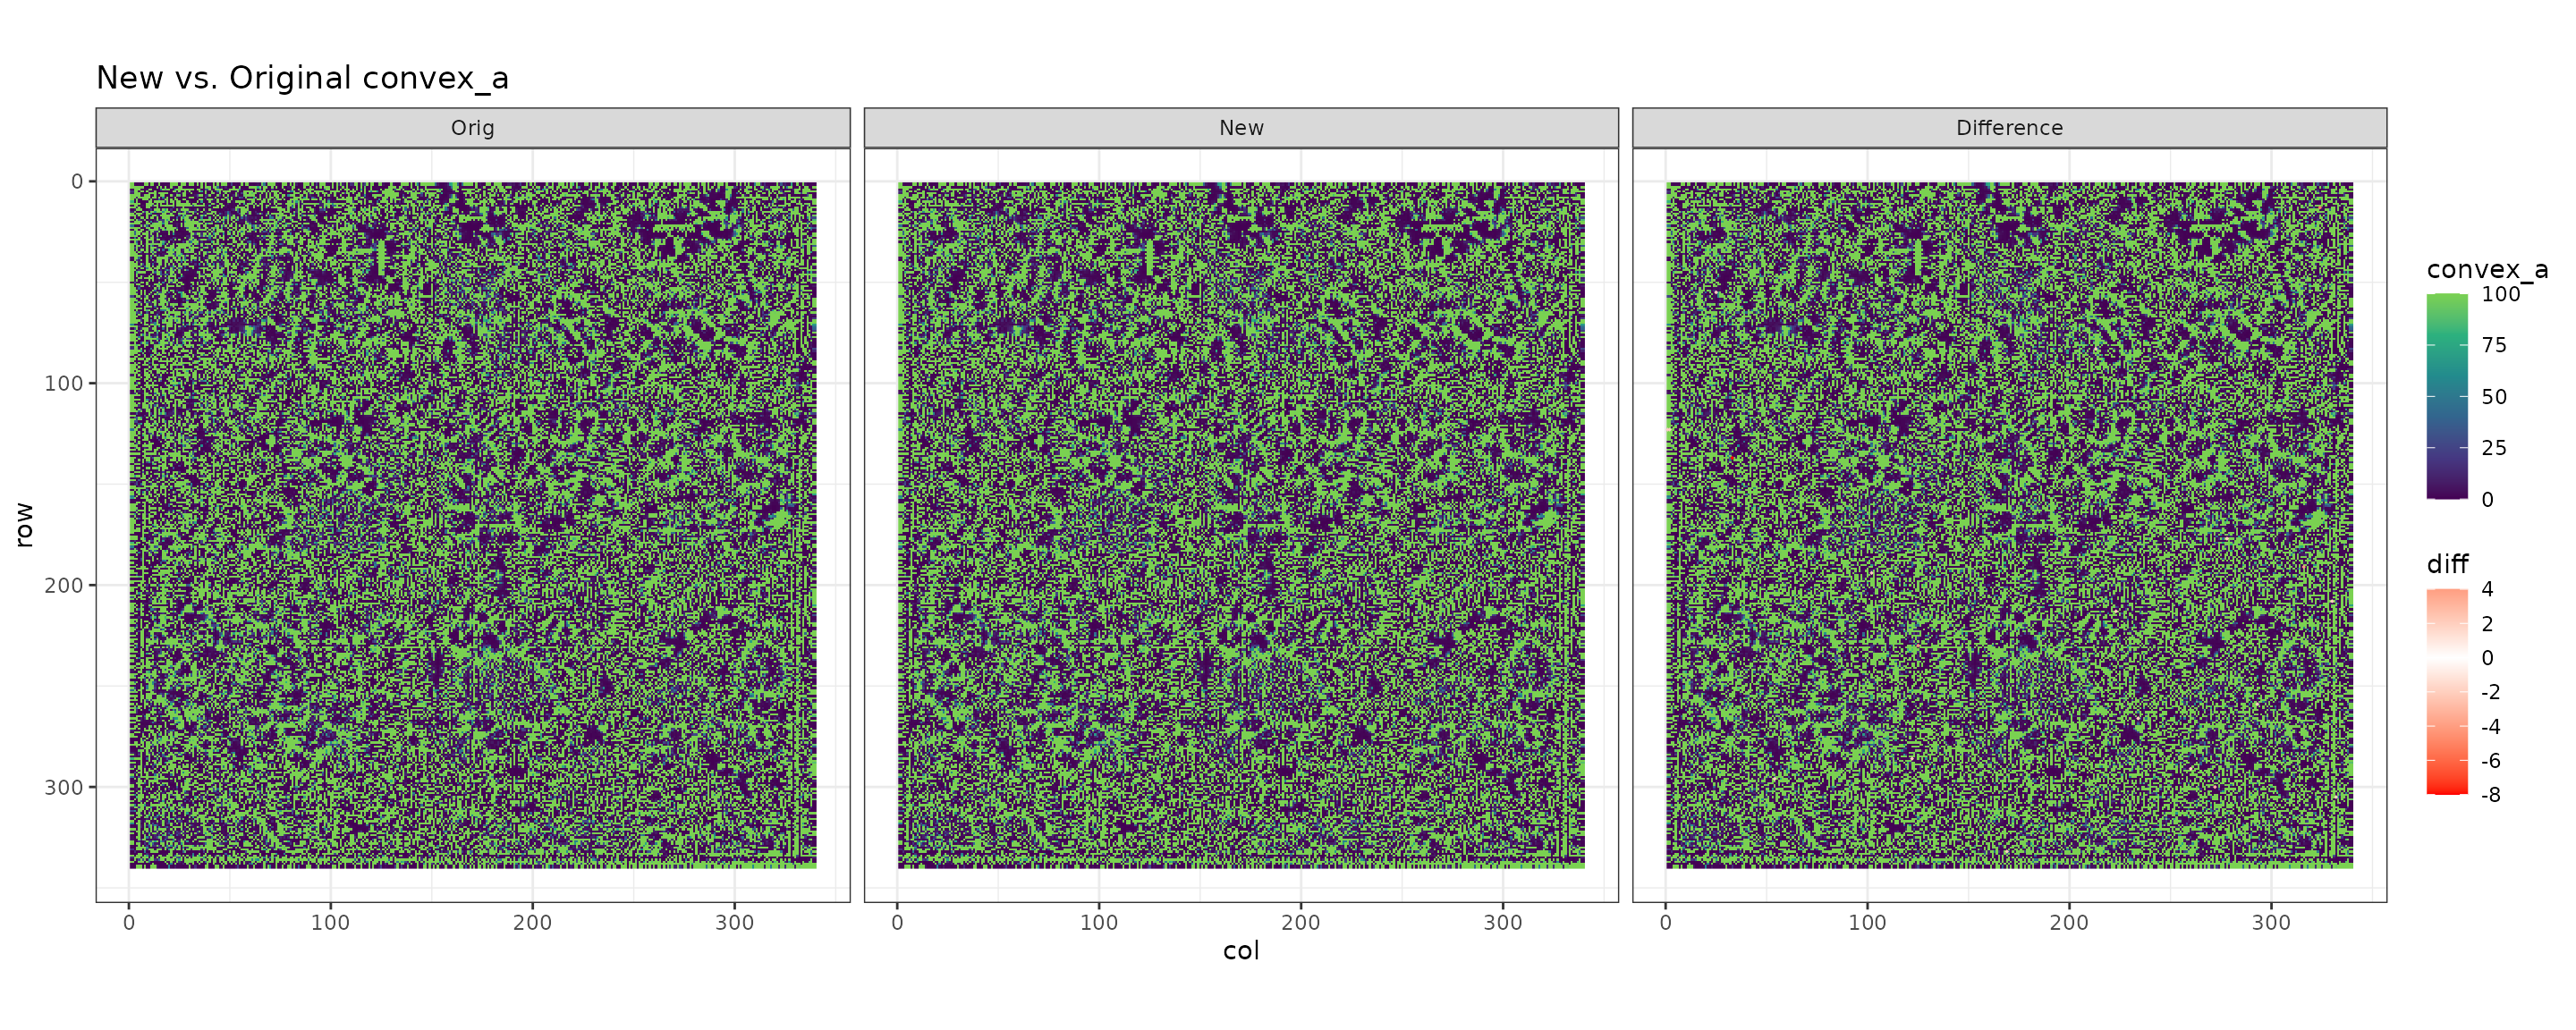 New vs. Original convex_a
Orig
New
Difference
0
100
200
300
row
0 100 200 300
0 100 200 300
0 100 200 300
col
convex_a
100
75
50
25
0
diff
4
2
0
-2
-4
-6
-8